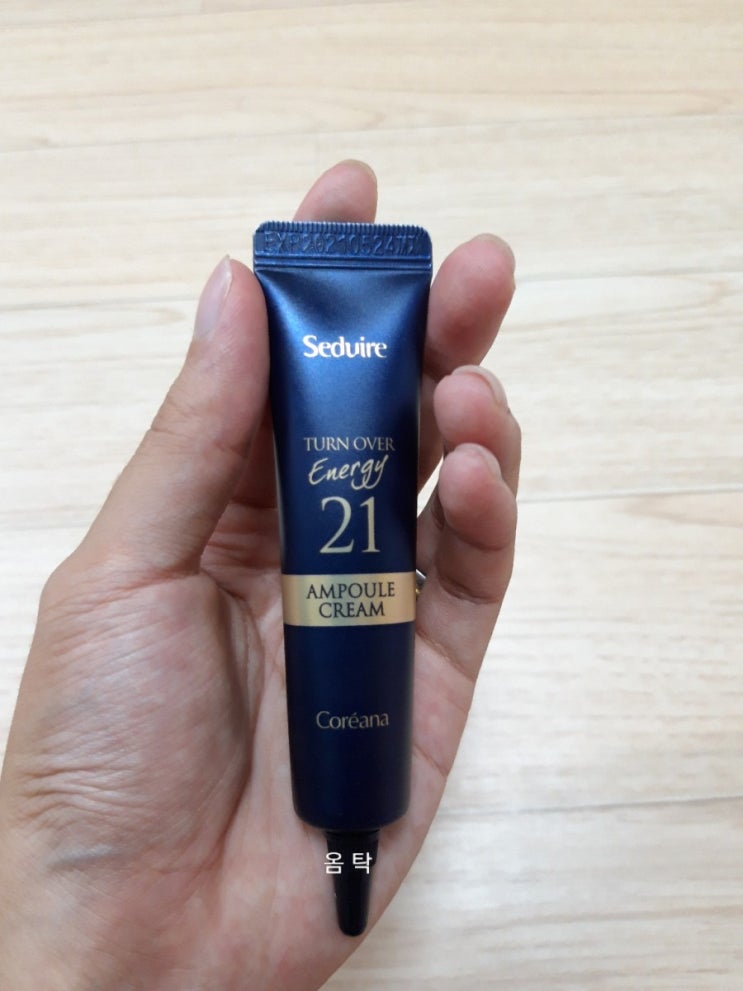 Seduire
TURN OVER
Energy
21
AMPOULE
CREAM
Coréana
옴탁